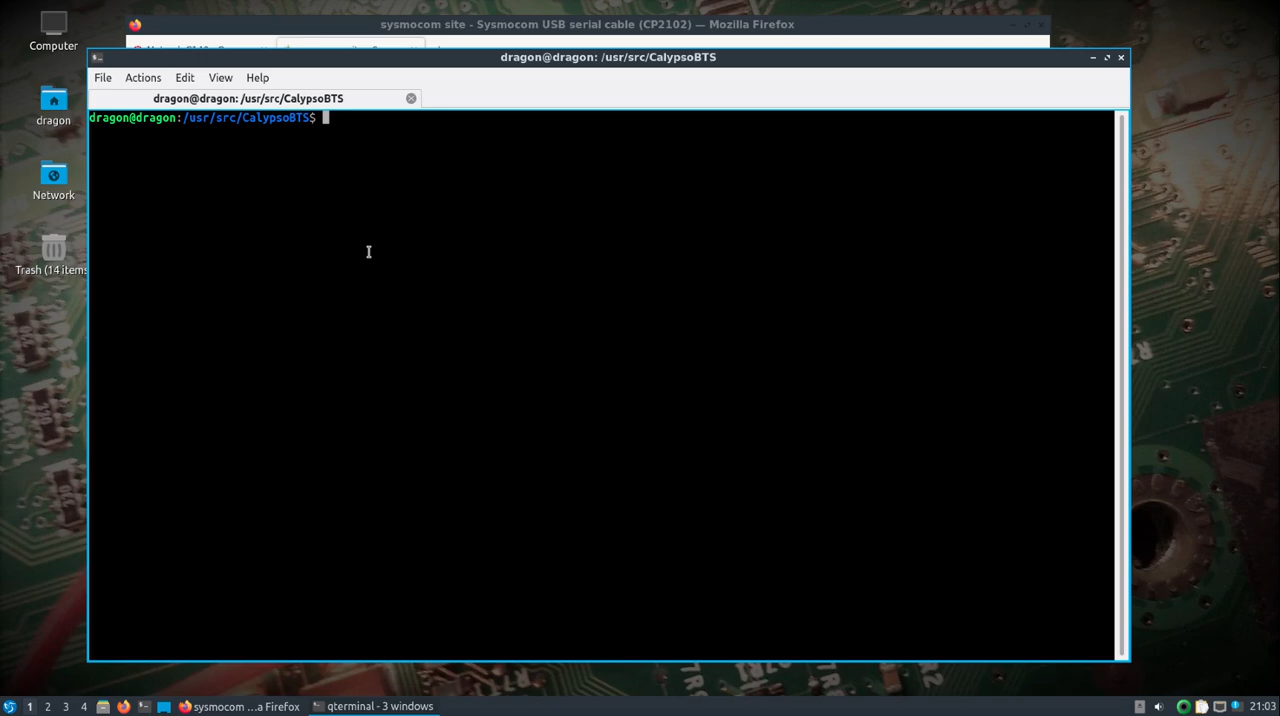 sysmocom site - Sysmocom USB serial cable (CP2102) — Mozilla Firefox
Computer
dragon@dragon: /usr/src/CalypsoBTS
File Actions Edit View Help
dragon@dragon: /usr/src/CalypsoBTS
dragon@dragon:/usr/src/CalypsoBTS$
dragon
Network
Trash (14 items
1 2 3 4
sysmocom ...a Firefox
qterminal - 3 windows
21:03